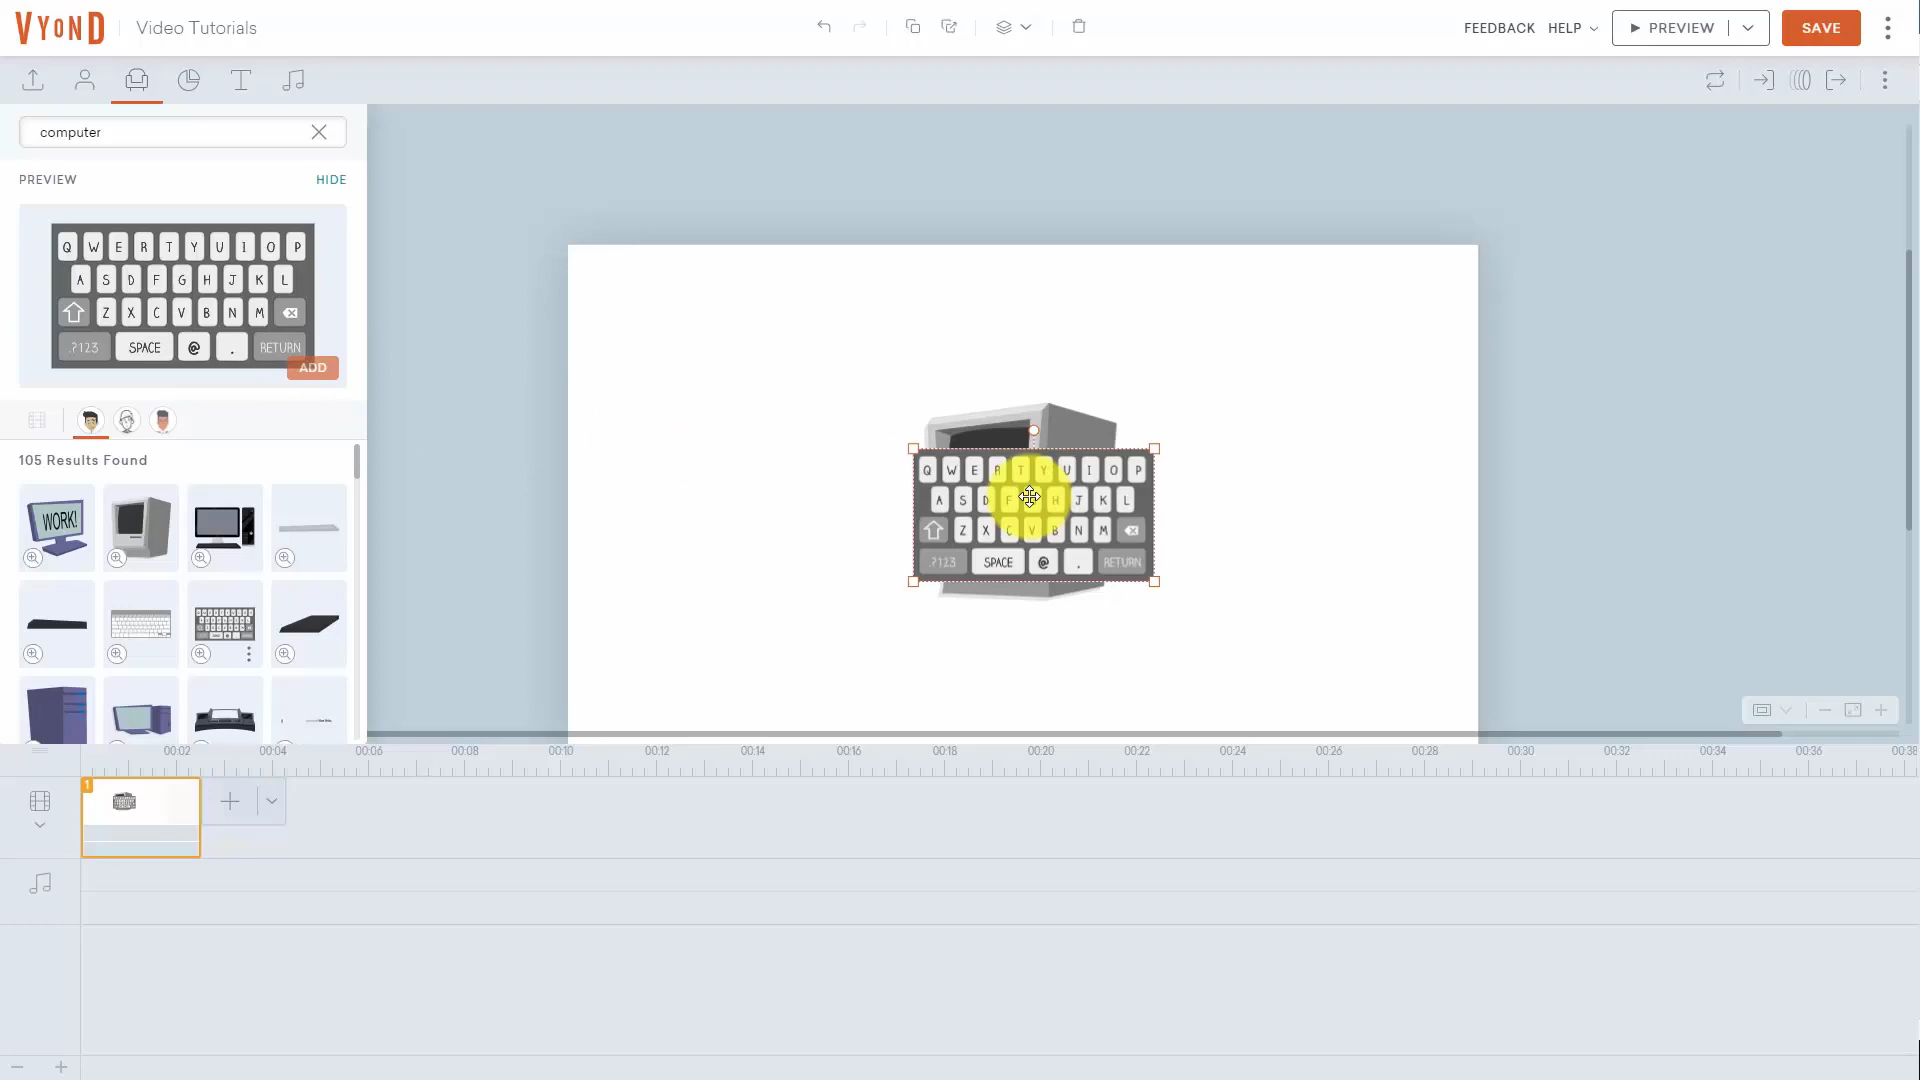 VYOND Video Tutorials FEEDBACK HELP PREVIEW SAVE
computer
PREVIEW HIDE
Q W E R T Y U I O P
A S D F G H J K L
Z X C V B N M
.?123 SPACE @ . RETURN
ADD
105 Results Found
WORK!
Q W E R T Y U I O P
A S D F H J K L
Z X C V B N M
.?123 SPACE @ . RETURN
00:02 00:04 00:06 00:08 00:10 00:12 00:14 00:16 00:18 00:20 00:22 00:24 00:26 00:28 00:30 00:32 00:34 00:36 00:38
1